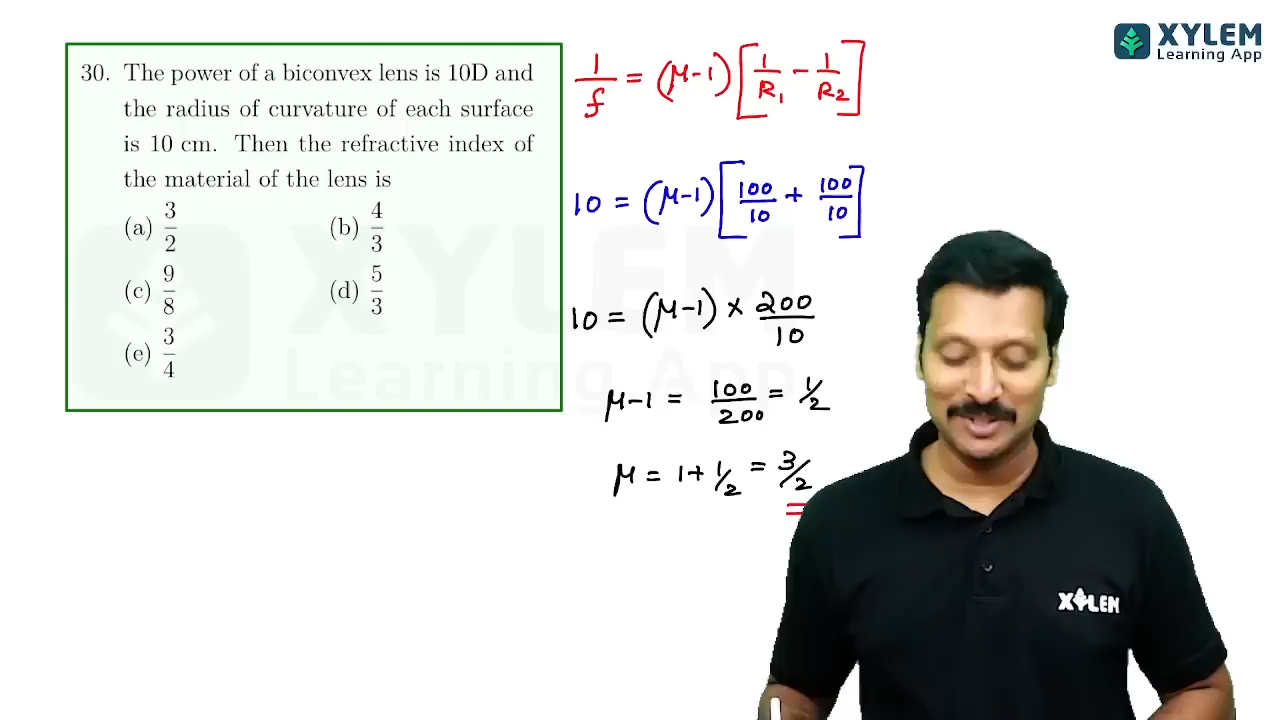 XYLEM
Learning App
30. The power of a biconvex lens is 10D and
the radius of curvature of each surface
is 10 cm. Then the refractive index of
the material of the lens is
(a) 3/2 (b) 4/3
(c) 9/8 (d) 5/3
(e) 3/4
1/f = (μ-1) [1/R₁ - 1/R₂]
10 = (μ-1) [100/10 + 100/10]
10 = (μ-1) × 200/10
μ-1 = 100/200 = 1/2
μ = 1+ 1/2 = 3/2
XYLEM
Learning App
XYLEM